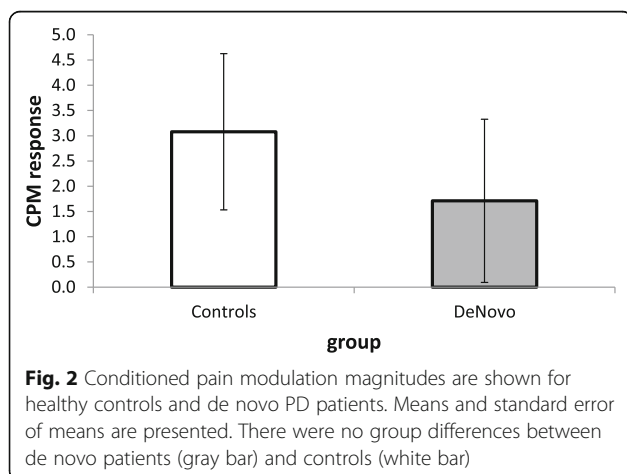 5.0
4.5
4.0
3.5
3.0
2.5
2.0
1.5
1.0
0.5
0.0
CPM response
Controls DeNovo
group
Fig. 2 Conditioned pain modulation magnitudes are shown for
healthy controls and de novo PD patients. Means and standard error
of means are presented. There were no group differences between
de novo patients (gray bar) and controls (white bar)